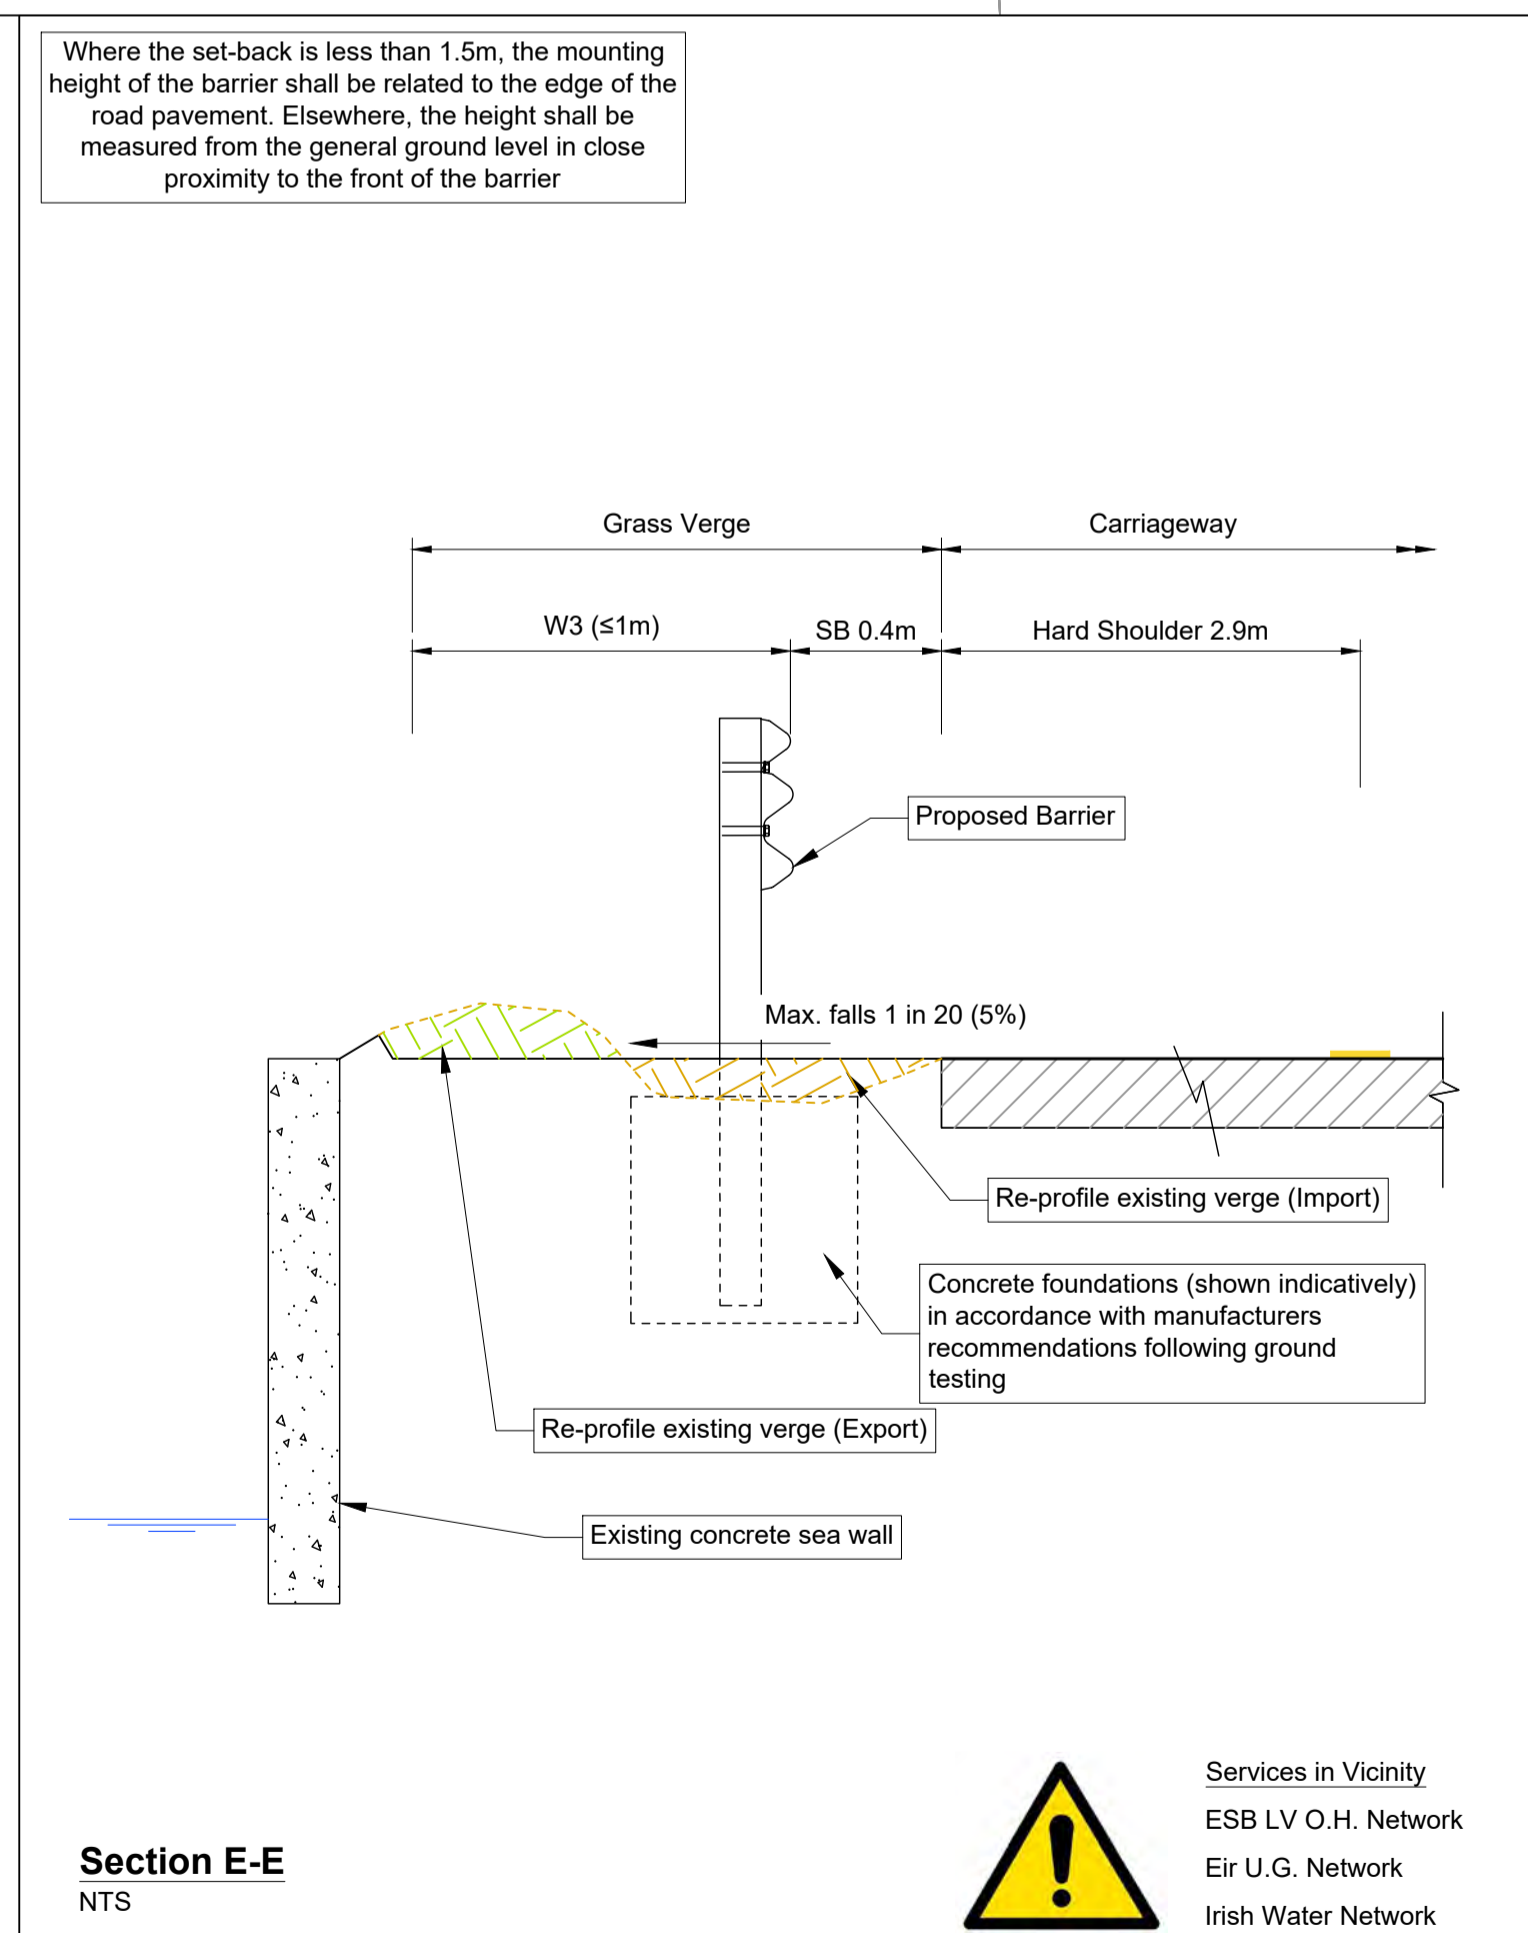 Where the set-back is less than 1.5m, the mounting
height of the barrier shall be related to the edge of the
road pavement. Elsewhere, the height shall be
measured from the general ground level in close
proximity to the front of the barrier
Grass Verge
Carriageway
W3 (≤1m)
SB 0.4m
Hard Shoulder 2.9m
Proposed Barrier
Max. falls 1 in 20 (5%)
Re-profile existing verge (Import)
Concrete foundations (shown indicatively)
in accordance with manufacturers
recommendations following ground
testing
Re-profile existing verge (Export)
Existing concrete sea wall
Section E-E
NTS
Services in Vicinity
ESB LV O.H. Network
Eir U.G. Network
Irish Water Network